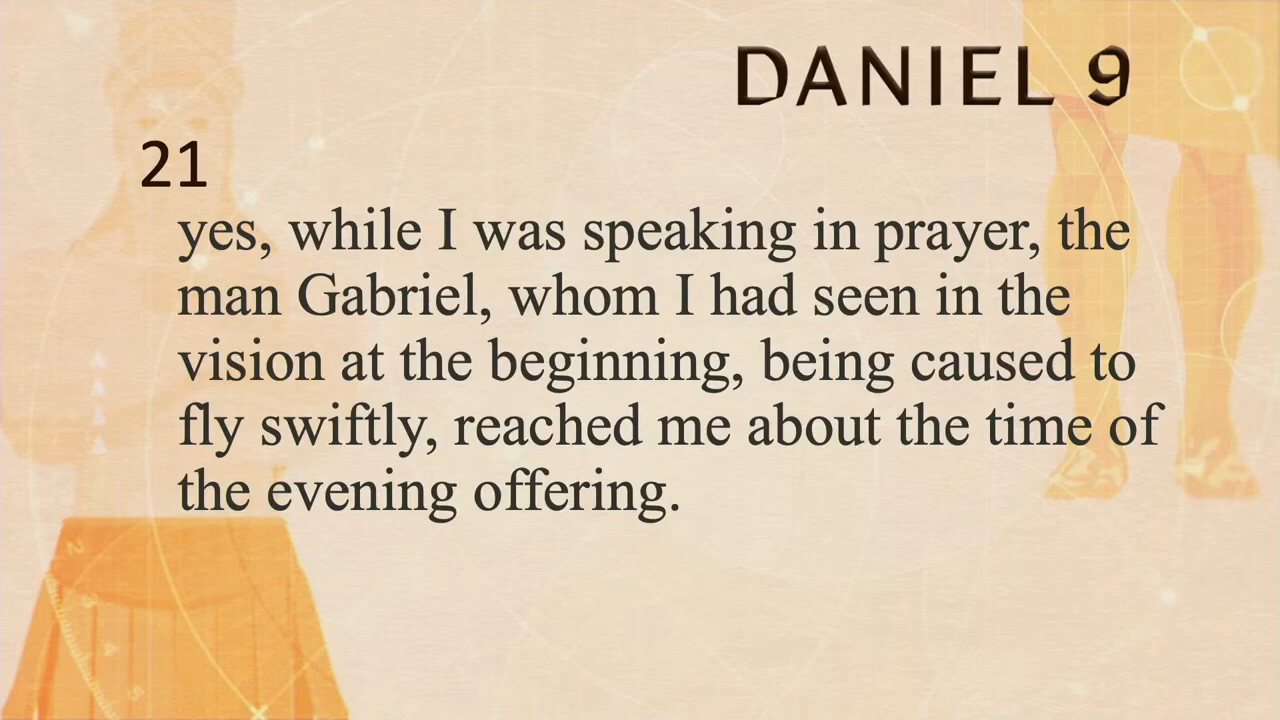 DANIEL 9
21
yes, while I was speaking in prayer, the
man Gabriel, whom I had seen in the
vision at the beginning, being caused to
fly swiftly, reached me about the time of
the evening offering.